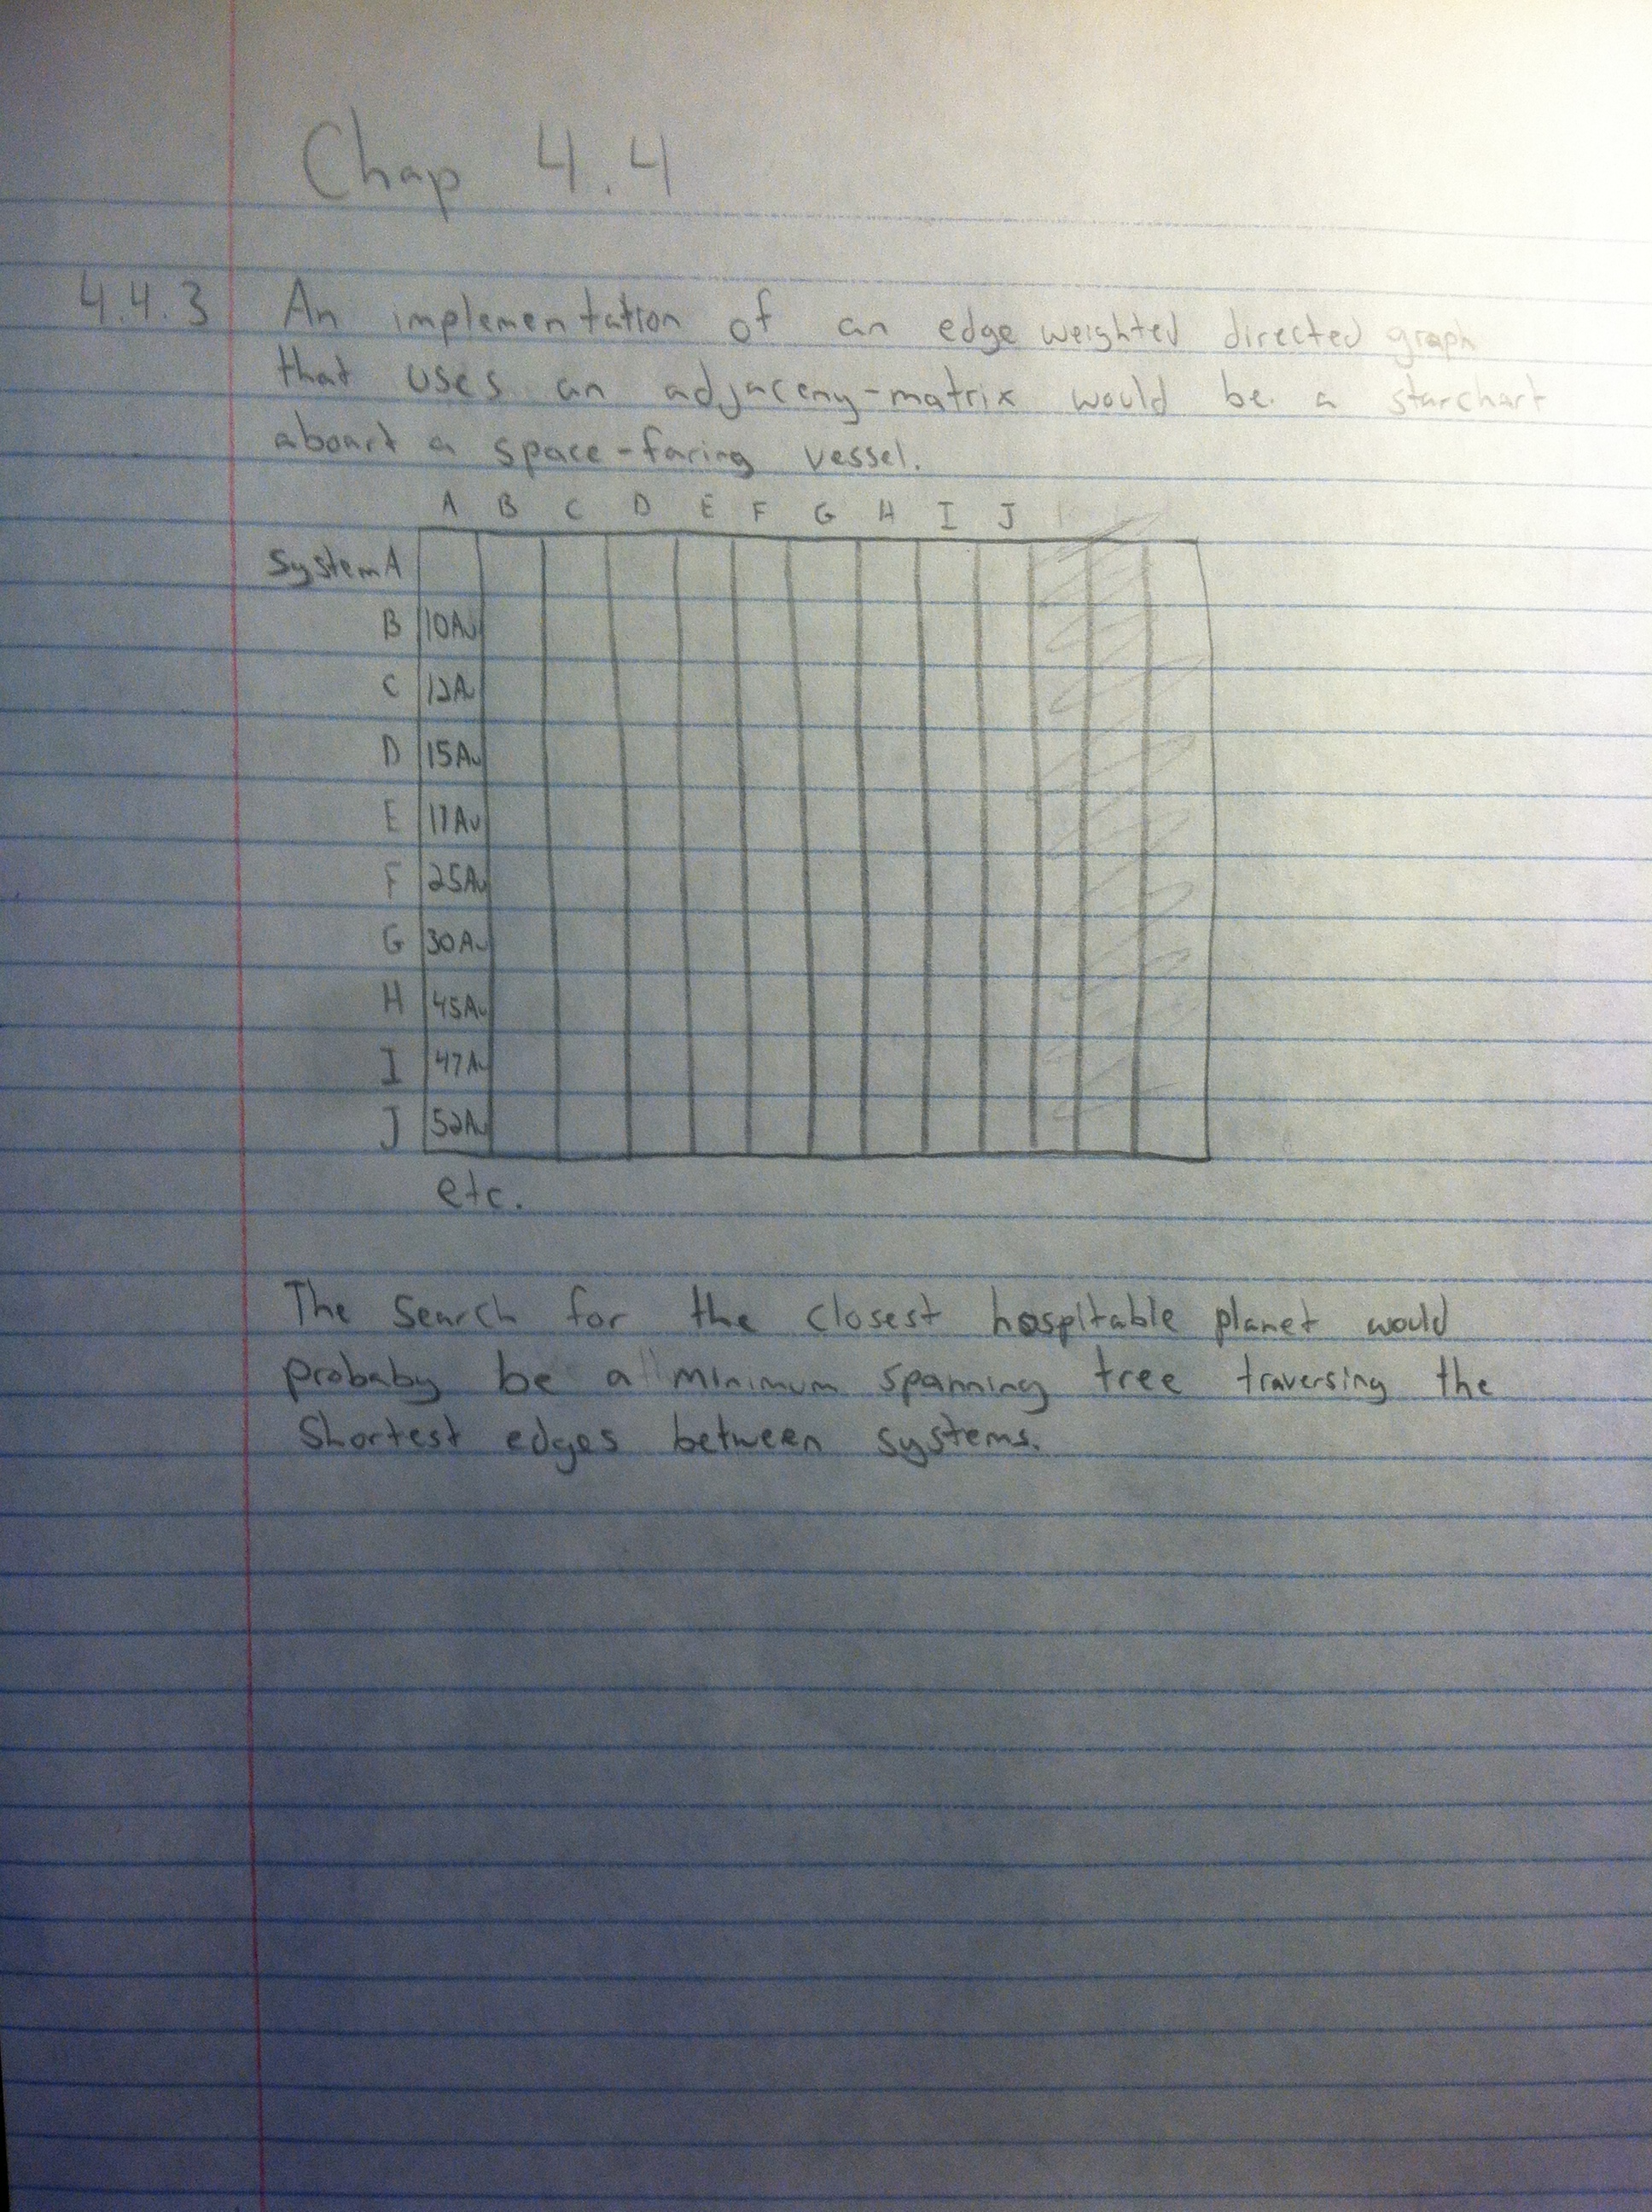 Chap 4.4
4.4.3 An implementation of an edge weighted directed graph
that uses an adjaceny-matrix would be a starchart
aboart a space-faring vessel.
A B C D E F G H I J
System A
B 10Au
C 12Au
D 15Au
E 17Au
F 25Au
G 30Au
H 45Au
I 47Au
J 52Au
etc.
The search for the closest hospitable planet would
probaby be a minimum spanning tree traversing the
shortest edges between systems.